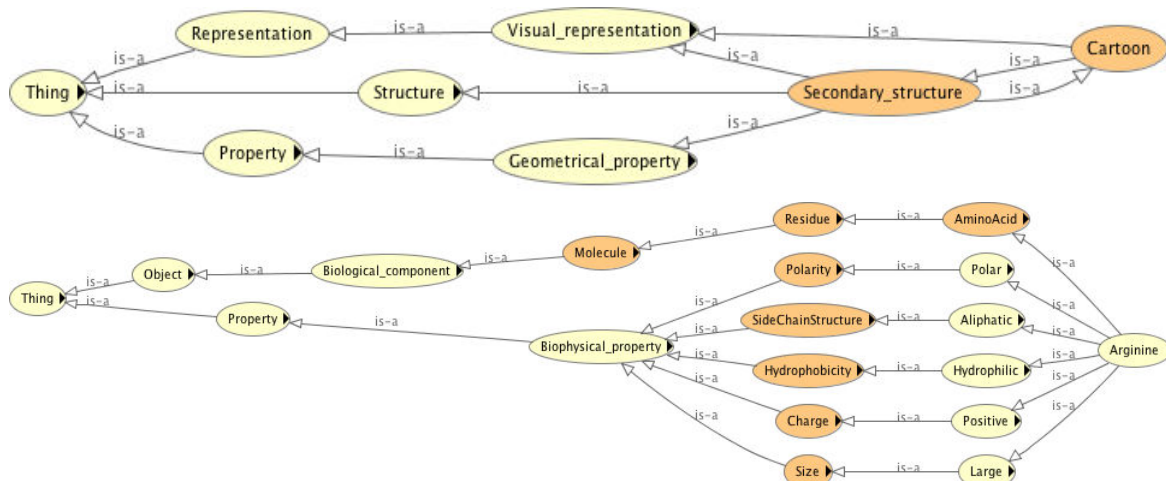 Representation is-a Visual_representation is-a Cartoon
is-a is-a is-a
Thing is-a Structure is-a Secondary_structure is-a
is-a is-a
Property is-a Geometrical_property
Residue is-a AminoAcid
is-a
Object is-a Biological_component is-a Molecule Polarity is-a Polar is-a
is-a is-a is-a
Thing is-a Property is-a SideChainStructure is-a Aliphatic is-a
is-a
Biophysical_property Arginine
is-a Hydrophobicity is-a Hydrophilic is-a
is-a is-a
Charge is-a Positive
is-a is-a
Size is-a Large